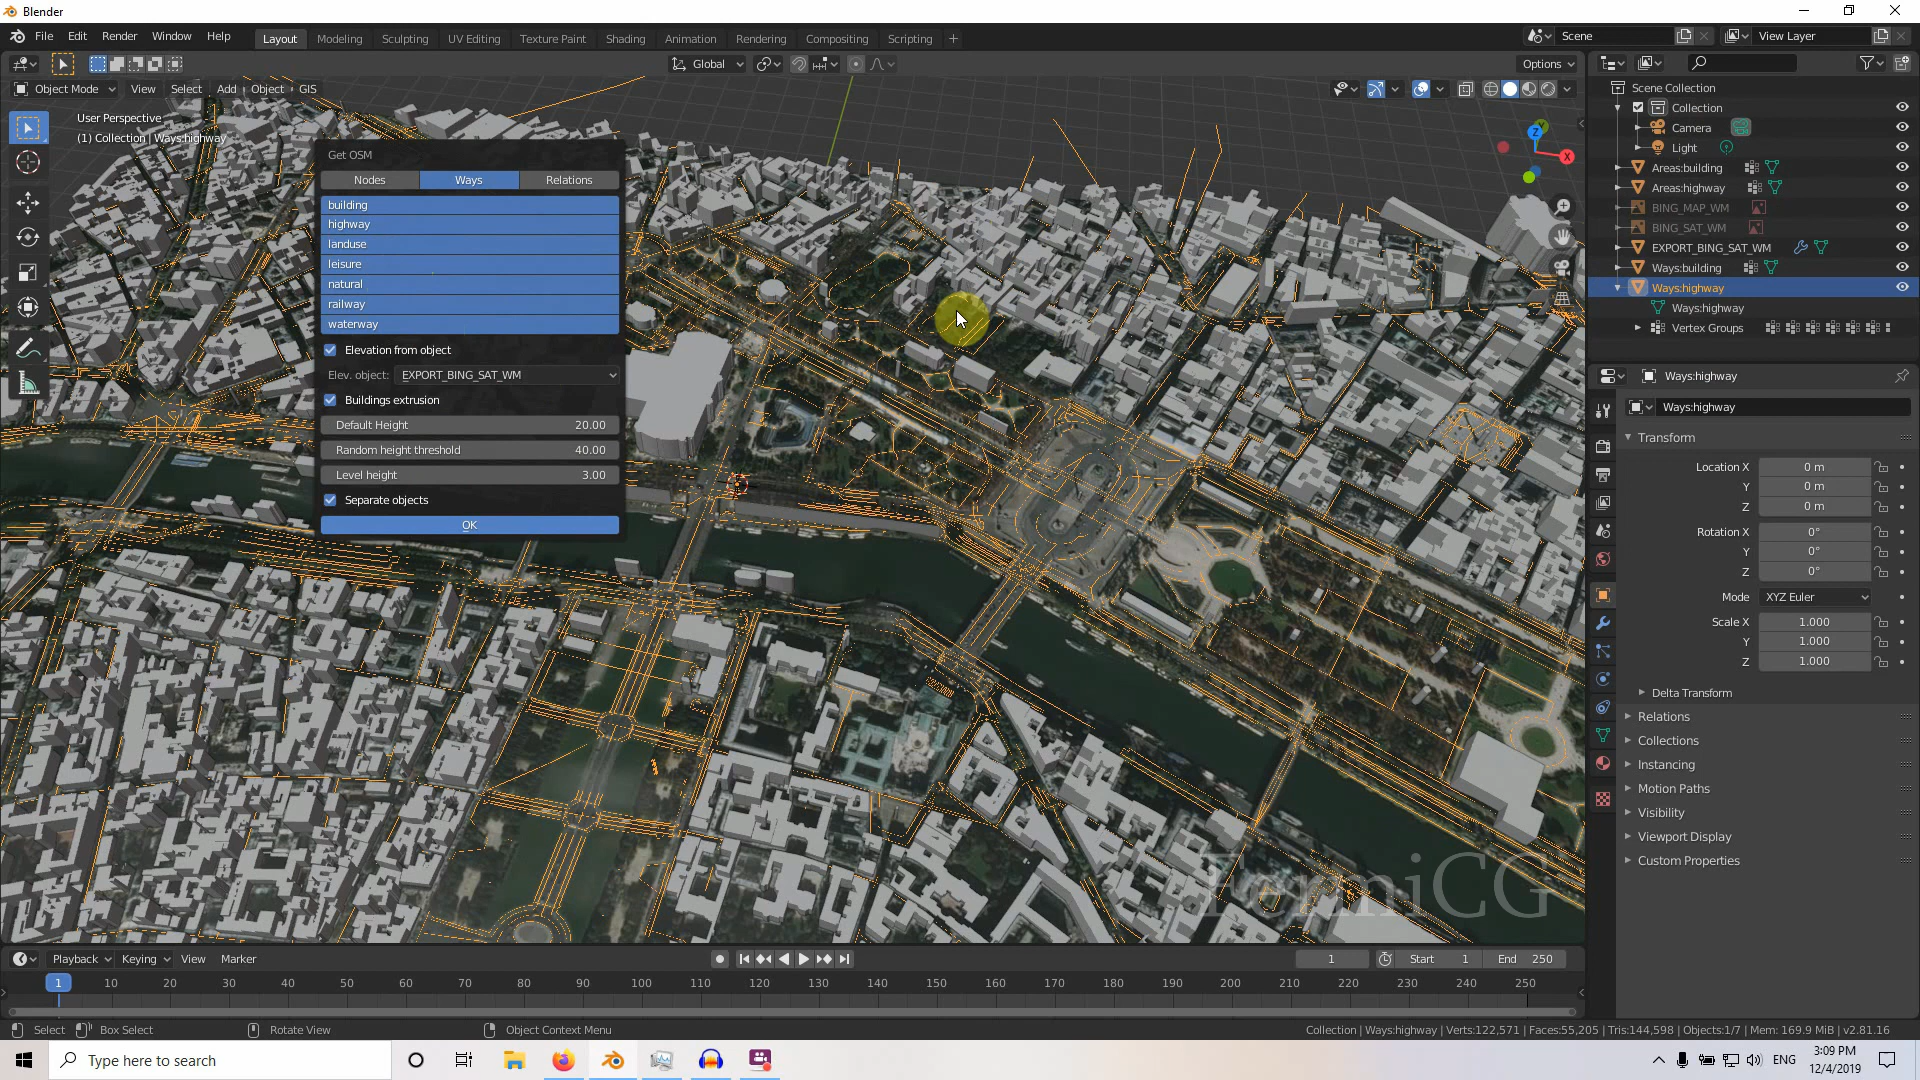 Blender
File Edit Render Window Help Layout Modeling Sculpting UV Editing Texture Paint Shading Animation Rendering Compositing Scripting + Scene View Layer
Global Options
Object Mode View Select Add Object GIS
User Perspective
(1) Collection | Ways:highway
Get OSM
Nodes Ways Relations
building
highway
landuse
leisure
natural
railway
waterway
Elevation from object
Elev. object: EXPORT_BING_SAT_WM
Buildings extrusion
Default Height 20.00
Random height threshold 40.00
Level height 3.00
Separate objects
OK
Z
X
Scene Collection
Collection
Camera
Light
Areas:building
Areas:highway
BING_MAP_WM
BING_SAT_WM
EXPORT_BING_SAT_WM
Ways:building
Ways:highway
Ways:highway
Vertex Groups
Ways:highway
Ways:highway
Transform
Location X 0 m
Y 0 m
Z 0 m
Rotation X 0°
Y 0°
Z 0°
Mode XYZ Euler
Scale X 1.000
Y 1.000
Z 1.000
Delta Transform
Relations
Collections
Instancing
Motion Paths
Visibility
Viewport Display
Custom Properties
FermiCG
Playback Keying View Marker 1 Start 1 End 250
1 10 20 30 40 50 60 70 80 90 100 110 120 130 140 150 160 170 180 190 200 210 220 230 240 250
Select Box Select Rotate View Object Context Menu Collection | Ways:highway | Verts:122,571 | Faces:55,205 | Tris:144,598 | Objects:1/7 | Mem: 169.9 MiB | v2.81.16
Type here to search ENG 3:09 PM
12/4/2019